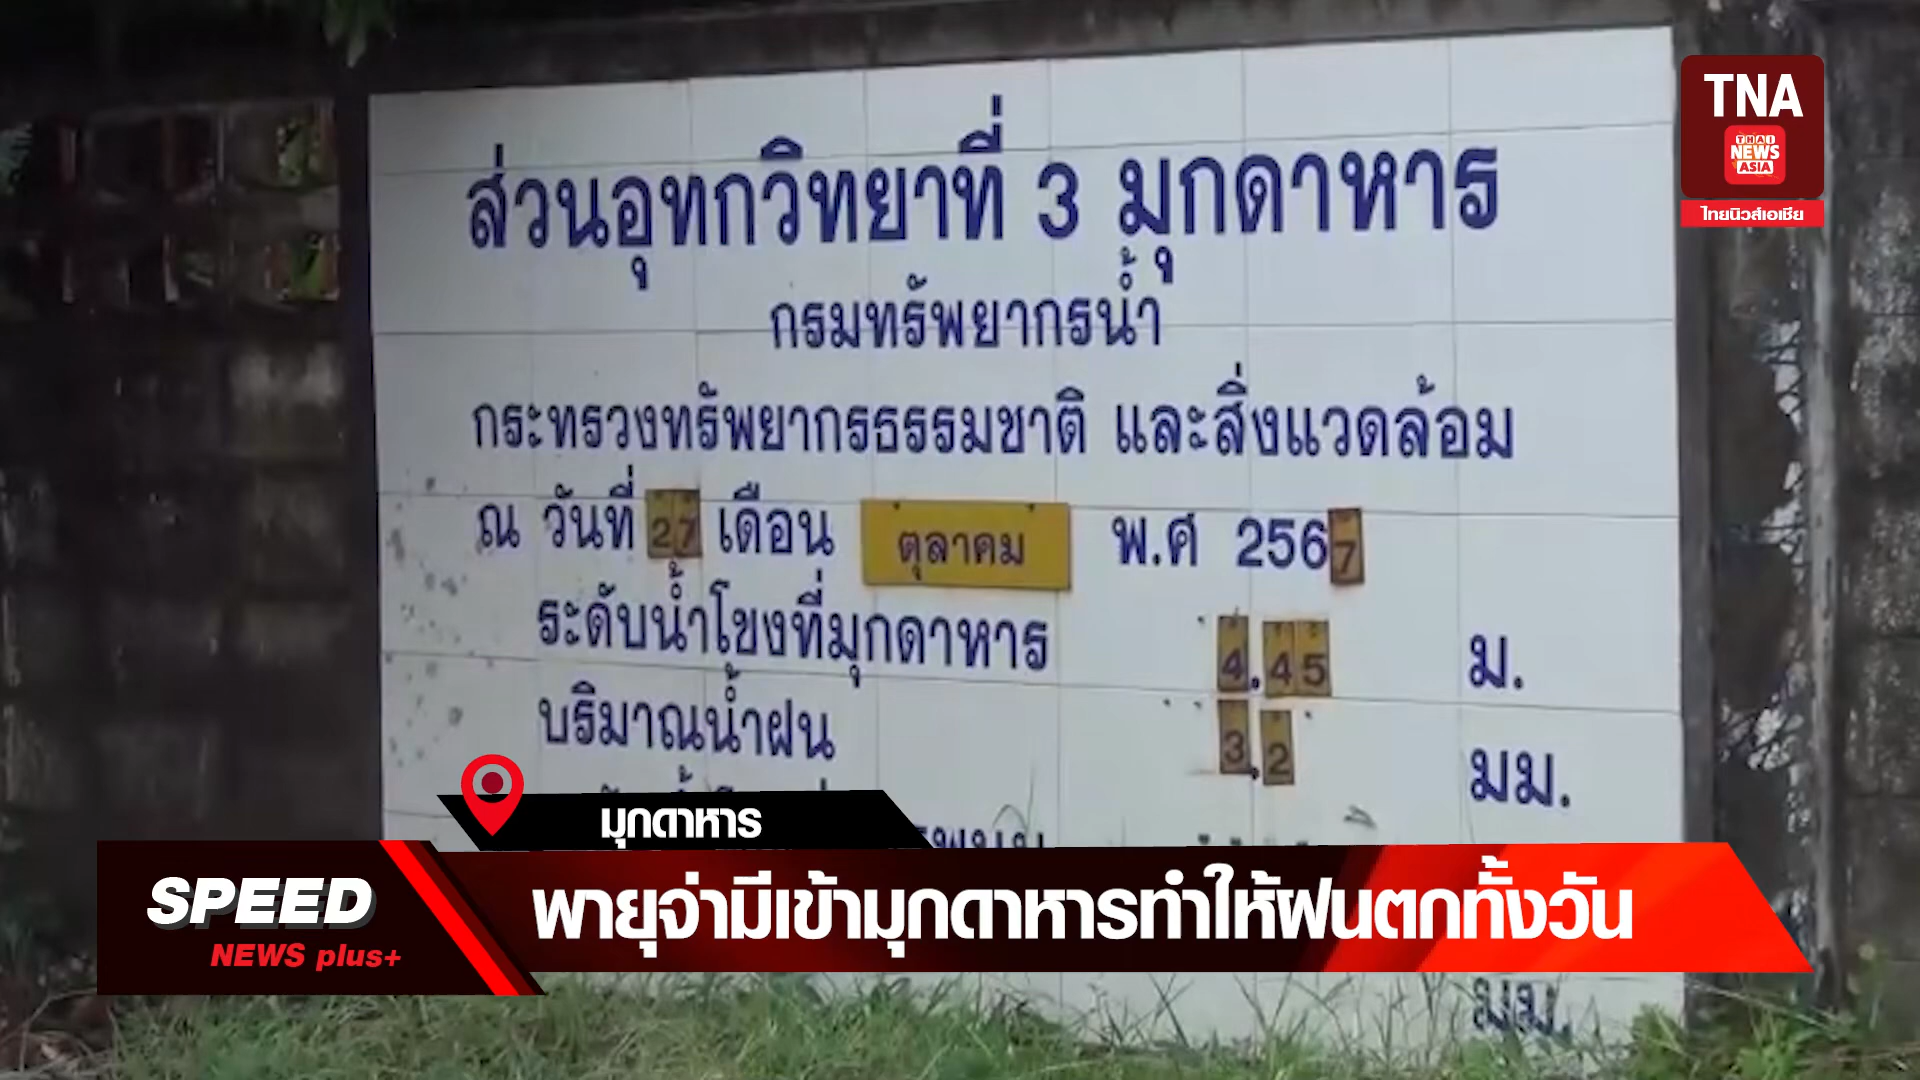 TNA
THAI
NEWS
ASIA
ไทยนิวส์เอเชีย
ส่วนอุทกวิทยาที่ 3 มุกดาหาร
กรมทรัพยากรน้ำ
กระทรวงทรัพยากรธรรมชาติ และสิ่งแวดล้อม
ณ วันที่ 27 เดือน ตุลาคม พ.ศ 2567
ระดับน้ำโขงที่มุกดาหาร 4.45 ม.
บริมาณน้ำฝน 3.2 มม.
มุกดาหาร
SPEED
NEWS plus+
พายุจ่ามีเข้ามุกดาหารทำให้ฝนตกทั้งวัน
มม.